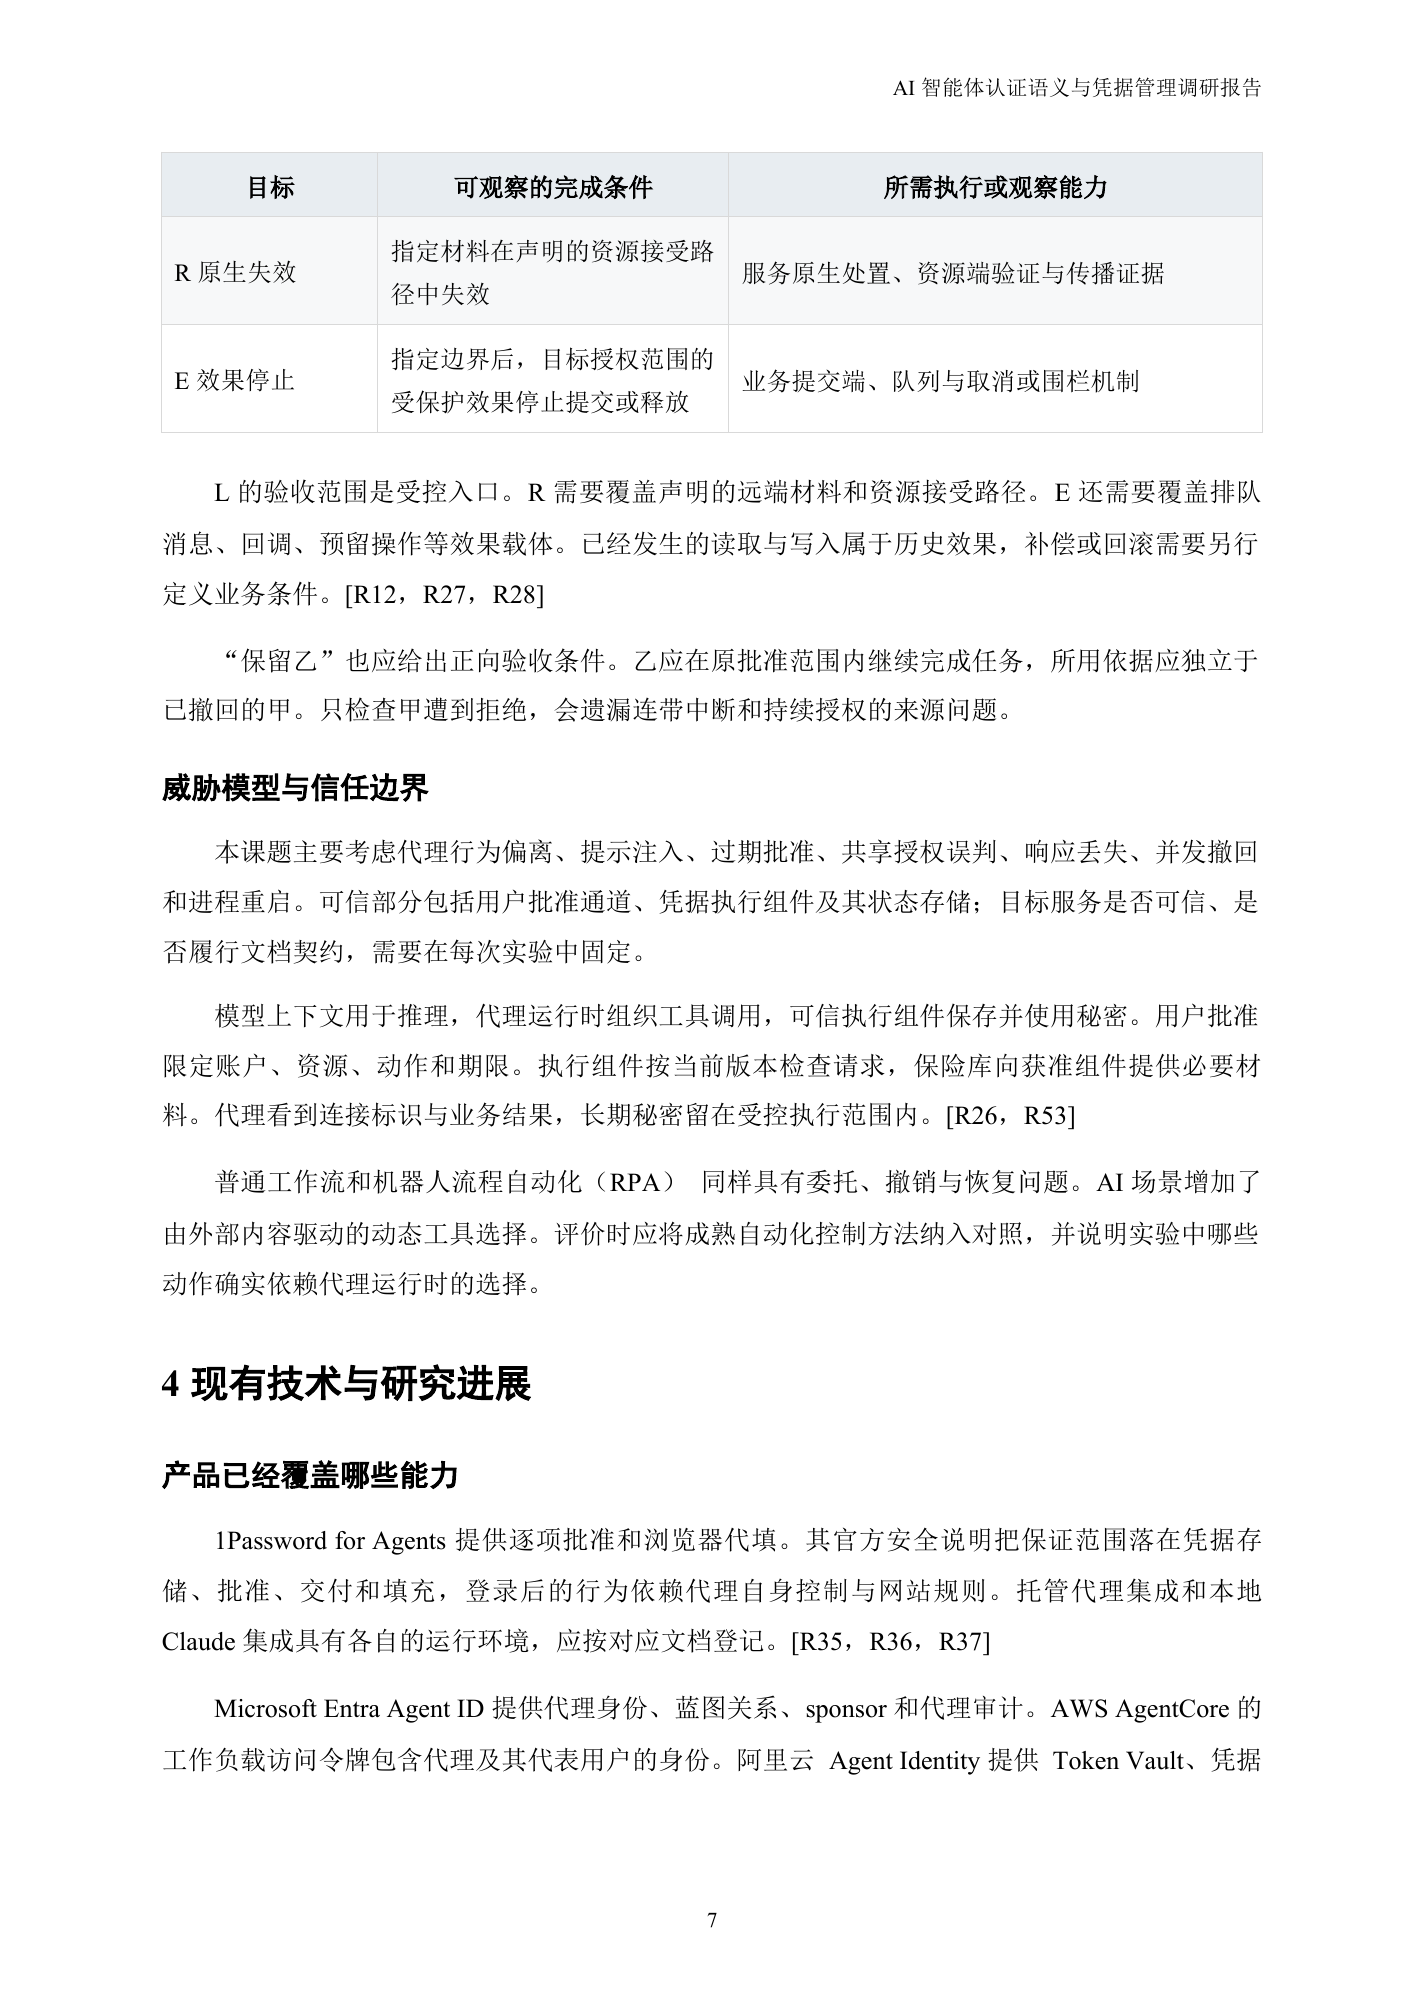 AI 智能体认证语义与凭据管理调研报告
目标
可观察的完成条件
所需执行或观察能力
R 原生失效
指定材料在声明的资源接受路
径中失效
服务原生处置、资源端验证与传播证据
E 效果停止
指定边界后，目标授权范围的
受保护效果停止提交或释放
业务提交端、队列与取消或围栏机制
L 的验收范围是受控入口。R 需要覆盖声明的远端材料和资源接受路径。E 还需要覆盖排队
消息、回调、预留操作等效果载体。已经发生的读取与写入属于历史效果，补偿或回滚需要另行
定义业务条件。[R12，R27，R28]
“保留乙”也应给出正向验收条件。乙应在原批准范围内继续完成任务，所用依据应独立于
已撤回的甲。只检查甲遭到拒绝，会遗漏连带中断和持续授权的来源问题。
威胁模型与信任边界
本课题主要考虑代理行为偏离、提示注入、过期批准、共享授权误判、响应丢失、并发撤回
和进程重启。可信部分包括用户批准通道、凭据执行组件及其状态存储；目标服务是否可信、是
否履行文档契约，需要在每次实验中固定。
模型上下文用于推理，代理运行时组织工具调用，可信执行组件保存并使用秘密。用户批准
限定账户、资源、动作和期限。执行组件按当前版本检查请求，保险库向获准组件提供必要材
料。代理看到连接标识与业务结果，长期秘密留在受控执行范围内。[R26，R53]
普通工作流和机器人流程自动化（RPA） 同样具有委托、撤销与恢复问题。AI 场景增加了
由外部内容驱动的动态工具选择。评价时应将成熟自动化控制方法纳入对照，并说明实验中哪些
动作确实依赖代理运行时的选择。
4 现有技术与研究进展
产品已经覆盖哪些能力
1Password for Agents 提供逐项批准和浏览器代填。其官方安全说明把保证范围落在凭据存
储、批准、交付和填充，登录后的行为依赖代理自身控制与网站规则。托管代理集成和本地
Claude 集成具有各自的运行环境，应按对应文档登记。[R35，R36，R37]
Microsoft Entra Agent ID 提供代理身份、蓝图关系、sponsor 和代理审计。AWS AgentCore 的
工作负载访问令牌包含代理及其代表用户的身份。阿里云 Agent Identity 提供 Token Vault、凭据
7